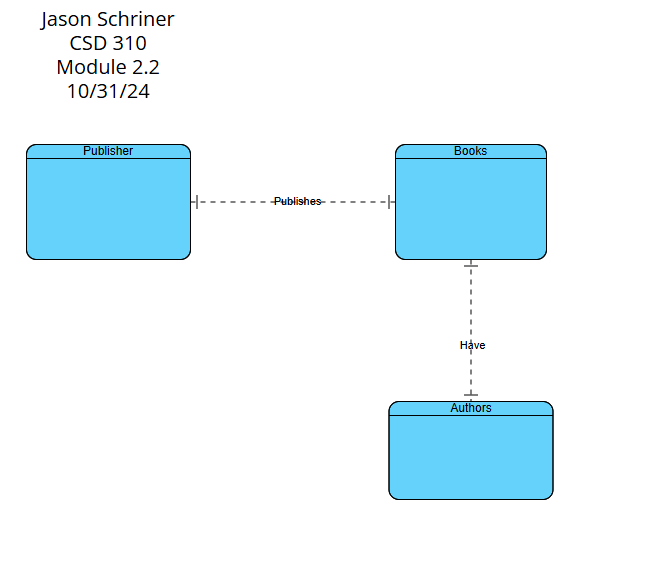 Jason Schriner
CSD 310
Module 2.2
10/31/24
Publisher
Books
Publishes
Have
Authors